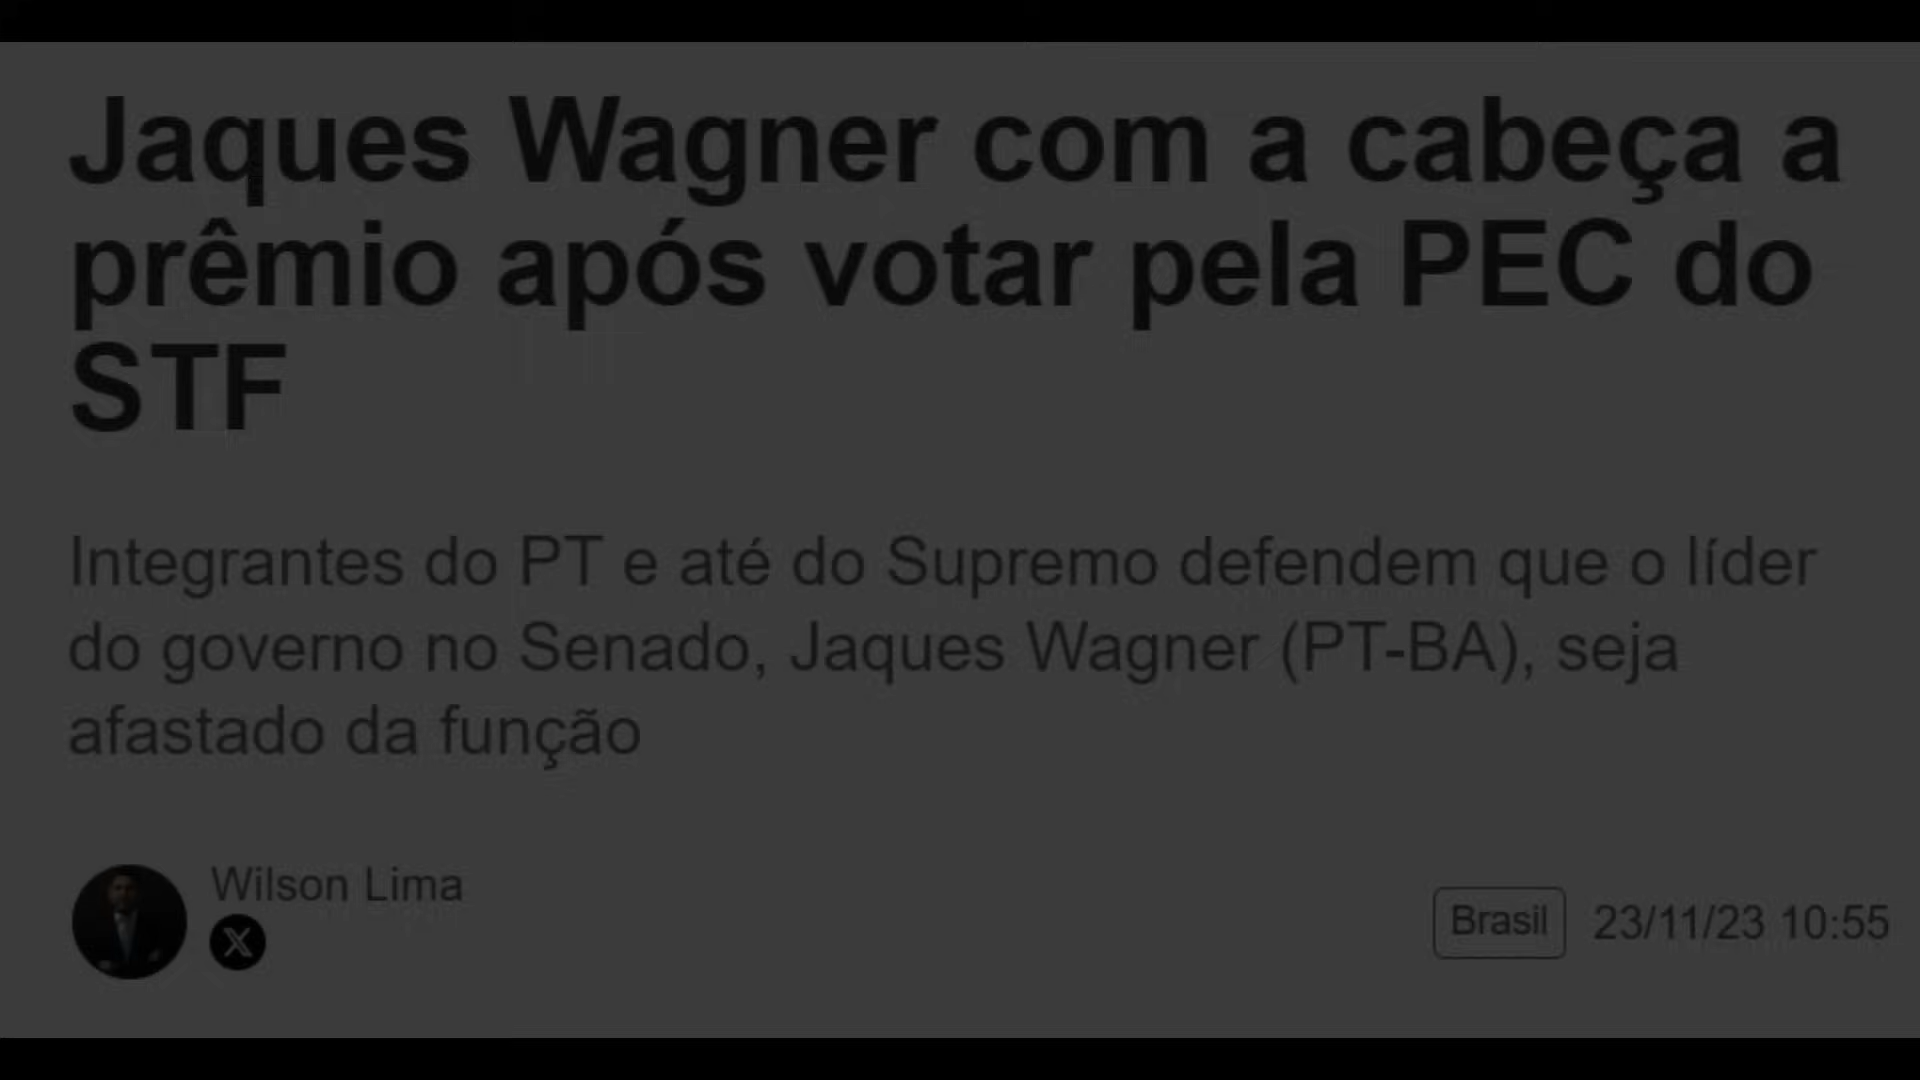 Jaques Wagner com a cabeça a
prêmio após votar pela PEC do
STF
Integrantes do PT e até do Supremo defendem que o líder
do governo no Senado, Jaques Wagner (PT-BA), seja
afastado da função
Wilson Lima
Brasil 23/11/23 10:55